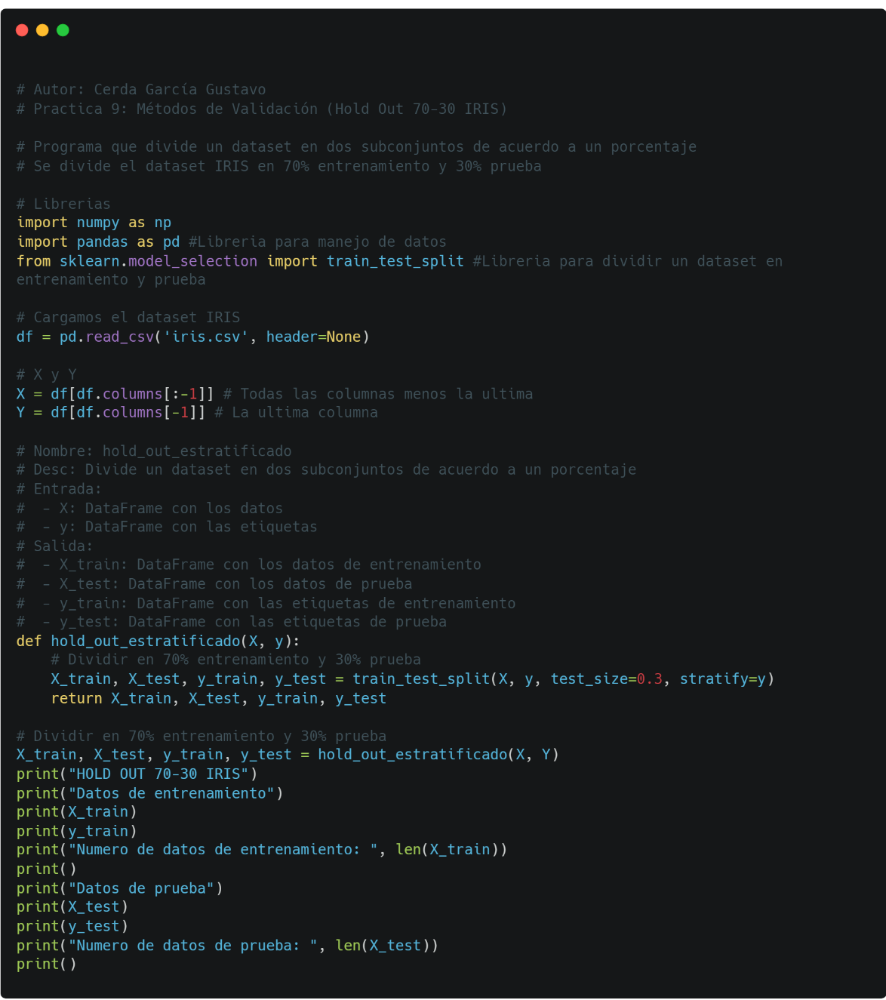 # Autor: Cerda García Gustavo
# Practica 9: Métodos de Validación (Hold Out 70-30 IRIS)
# Programa que divide un dataset en dos subconjuntos de acuerdo a un porcentaje
# Se divide el dataset IRIS en 70% entrenamiento y 30% prueba
# Librerias
import numpy as np
import pandas as pd #Libreria para manejo de datos
from sklearn.model_selection import train_test_split #Libreria para dividir un dataset en
entrenamiento y prueba
# Cargamos el dataset IRIS
df = pd.read_csv('iris.csv', header=None)
# X y Y
X = df[df.columns[:-1]] # Todas las columnas menos la ultima
Y = df[df.columns[-1]] # La ultima columna
# Nombre: hold_out_estratificado
# Desc: Divide un dataset en dos subconjuntos de acuerdo a un porcentaje
# Entrada:
#  - X: DataFrame con los datos
#  - y: DataFrame con las etiquetas
# Salida:
#  - X_train: DataFrame con los datos de entrenamiento
#  - X_test: DataFrame con los datos de prueba
#  - y_train: DataFrame con las etiquetas de entrenamiento
#  - y_test: DataFrame con las etiquetas de prueba
def hold_out_estratificado(X, y):
    # Dividir en 70% entrenamiento y 30% prueba
    X_train, X_test, y_train, y_test = train_test_split(X, y, test_size=0.3, stratify=y)
    return X_train, X_test, y_train, y_test
# Dividir en 70% entrenamiento y 30% prueba
X_train, X_test, y_train, y_test = hold_out_estratificado(X, Y)
print("HOLD OUT 70-30 IRIS")
print("Datos de entrenamiento")
print(X_train)
print(y_train)
print("Numero de datos de entrenamiento: ", len(X_train))
print()
print("Datos de prueba")
print(X_test)
print(y_test)
print("Numero de datos de prueba: ", len(X_test))
print()